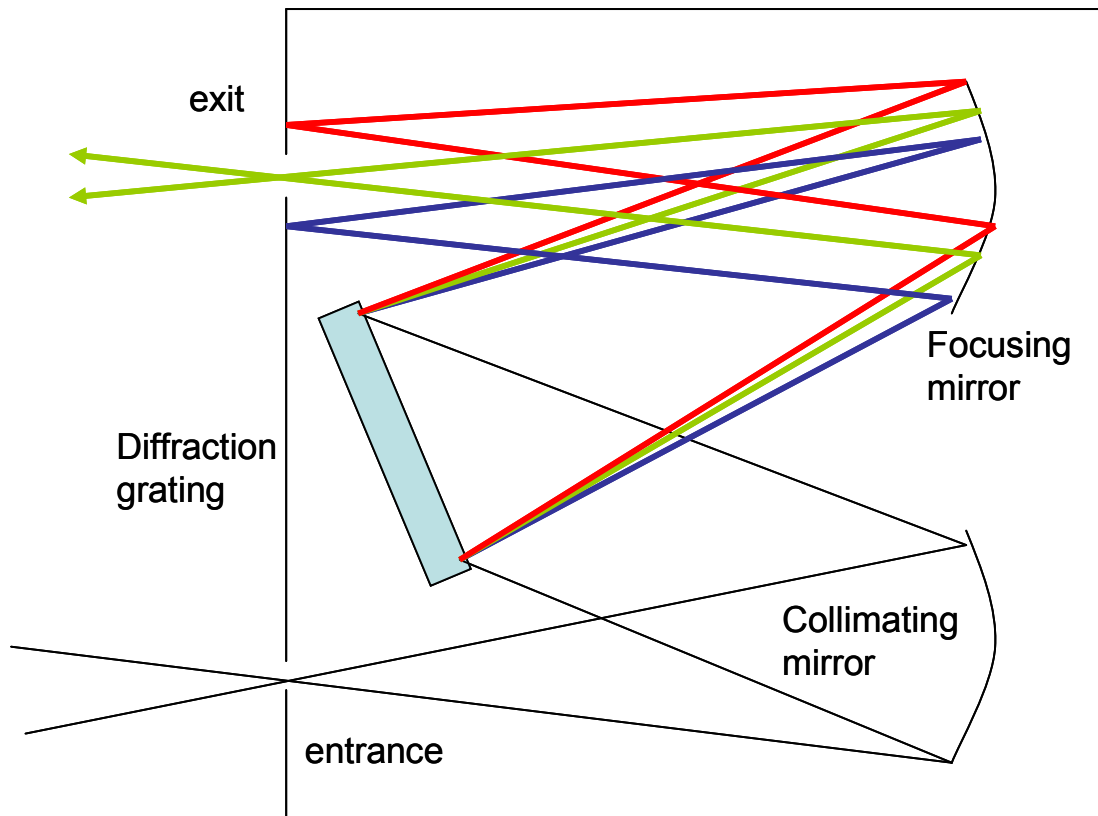 exit
Focusing
mirror
Diffraction
grating
Collimating
mirror
entrance